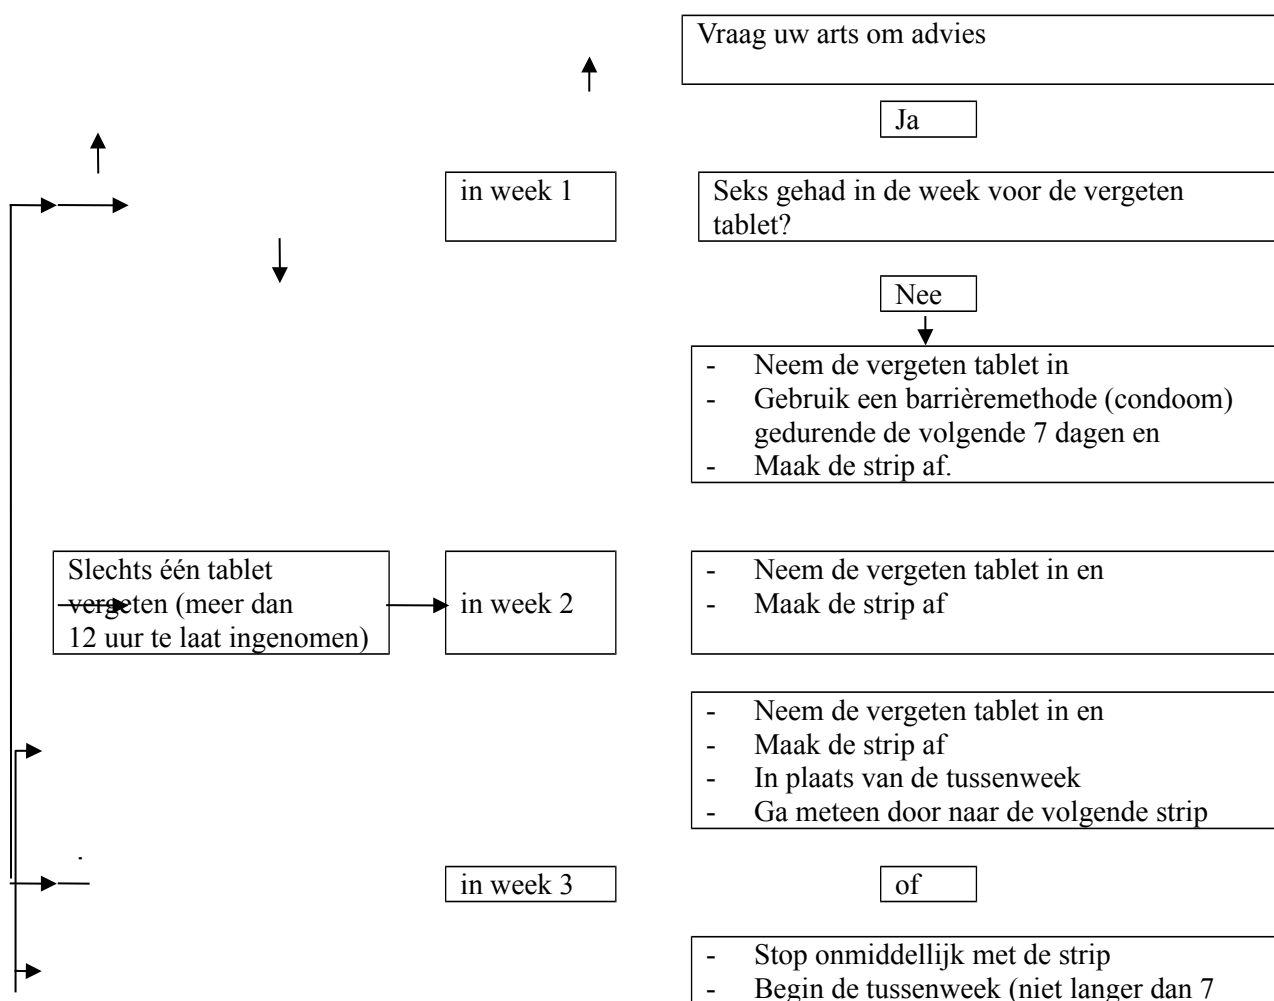 Vraag uw arts om advies
Ja
in week 1
Seks gehad in de week voor de vergeten
tablet?
Nee
- Neem de vergeten tablet in
- Gebruik een barrièremethode (condoom)
gedurende de volgende 7 dagen en
- Maak de strip af.
Slechts één tablet
vergeten (meer dan
12 uur te laat ingenomen)
in week 2
- Neem de vergeten tablet in en
- Maak de strip af
- Neem de vergeten tablet in en
- Maak de strip af
- In plaats van de tussenweek
- Ga meteen door naar de volgende strip
in week 3
of
- Stop onmiddellijk met de strip
- Begin de tussenweek (niet langer dan 7